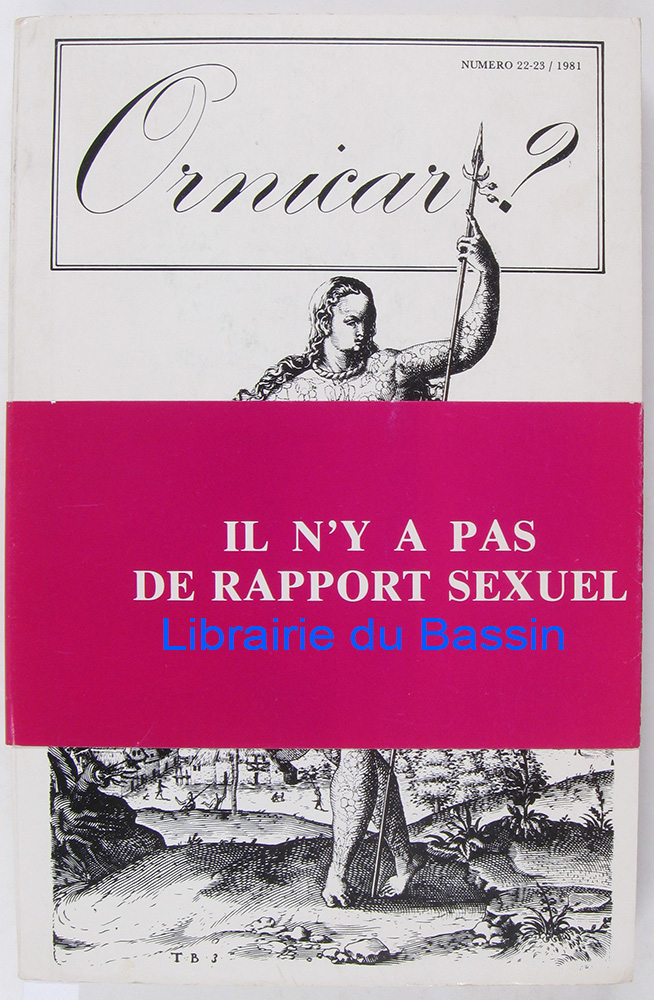 NUMERO 22-23 / 1981
Ornicar ?
IL N'Y A PAS
DE RAPPORT SEXUEL
Librairie du Bassin
TB 3